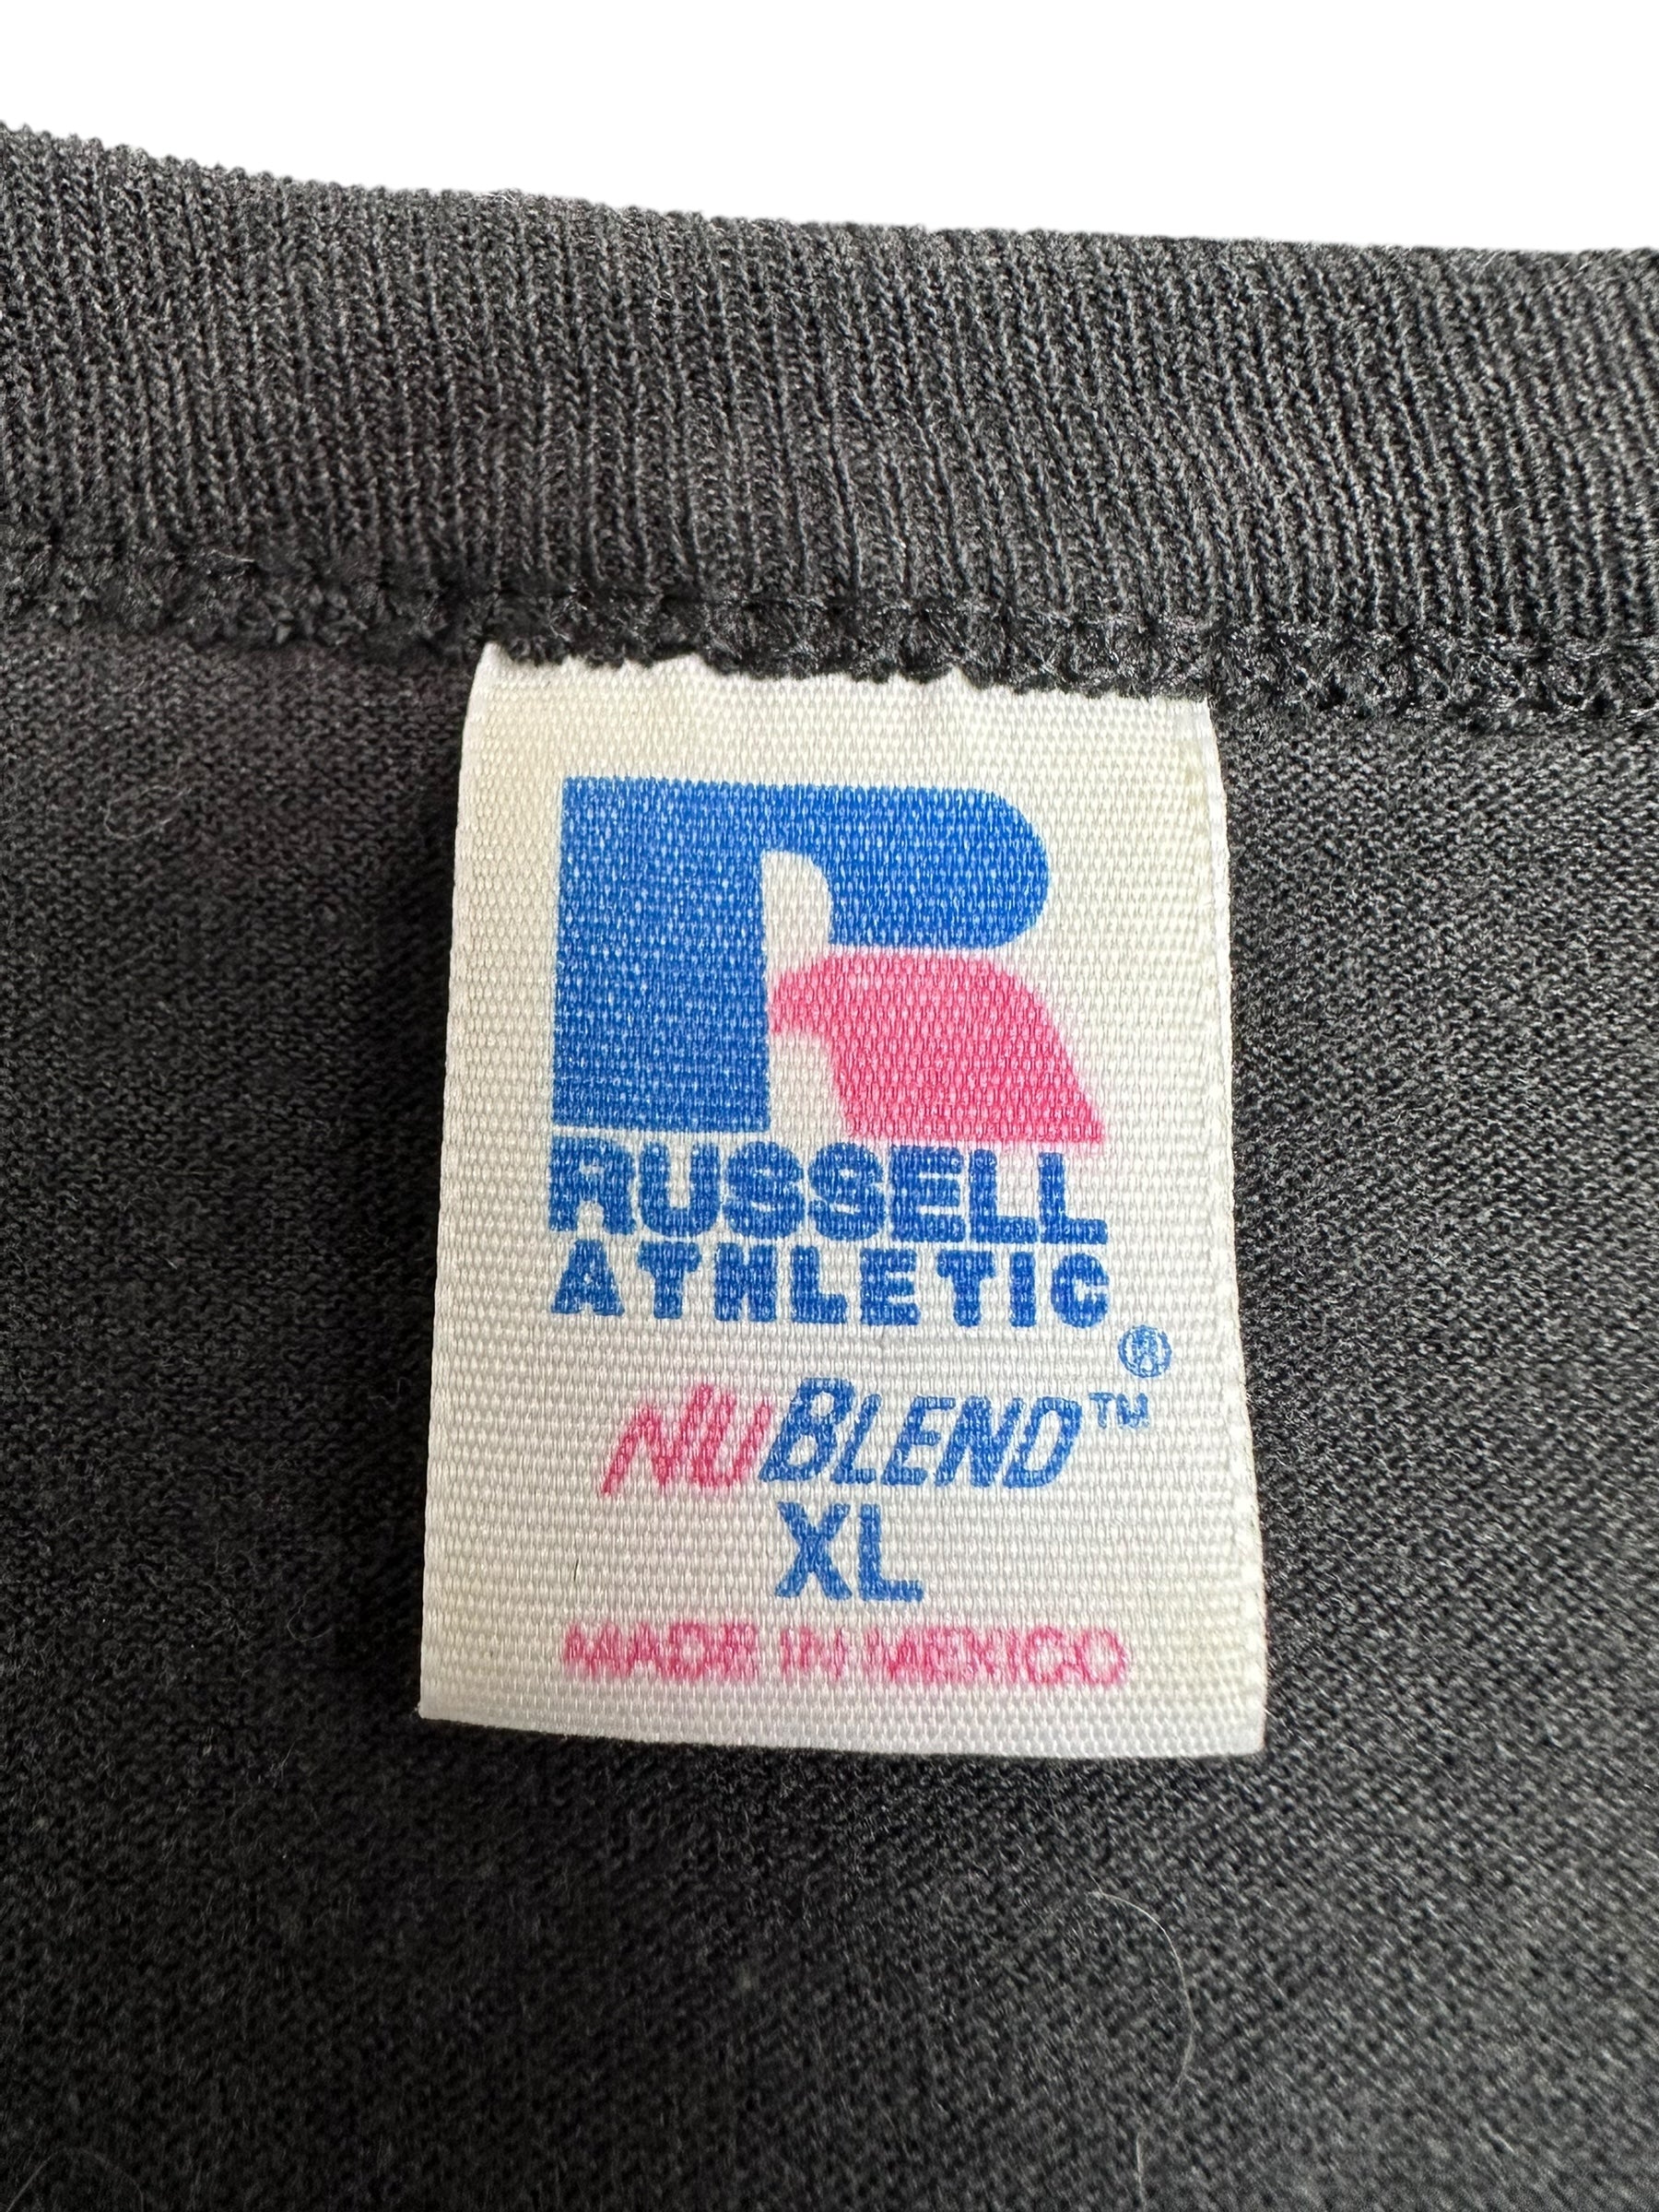 RUSSELL
ATHLETIC
®
NUBLEND™
XL
MADE IN MEXICO